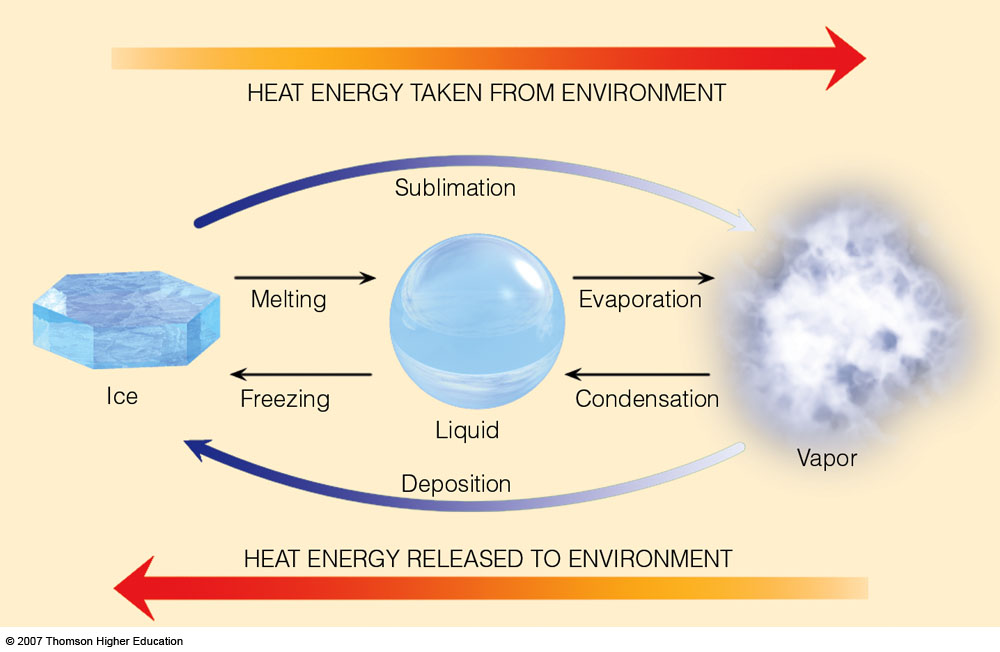 HEAT ENERGY TAKEN FROM ENVIRONMENT
Sublimation
Melting
Evaporation
Ice
Freezing
Condensation
Liquid
Vapor
Deposition
HEAT ENERGY RELEASED TO ENVIRONMENT
© 2007 Thomson Higher Education